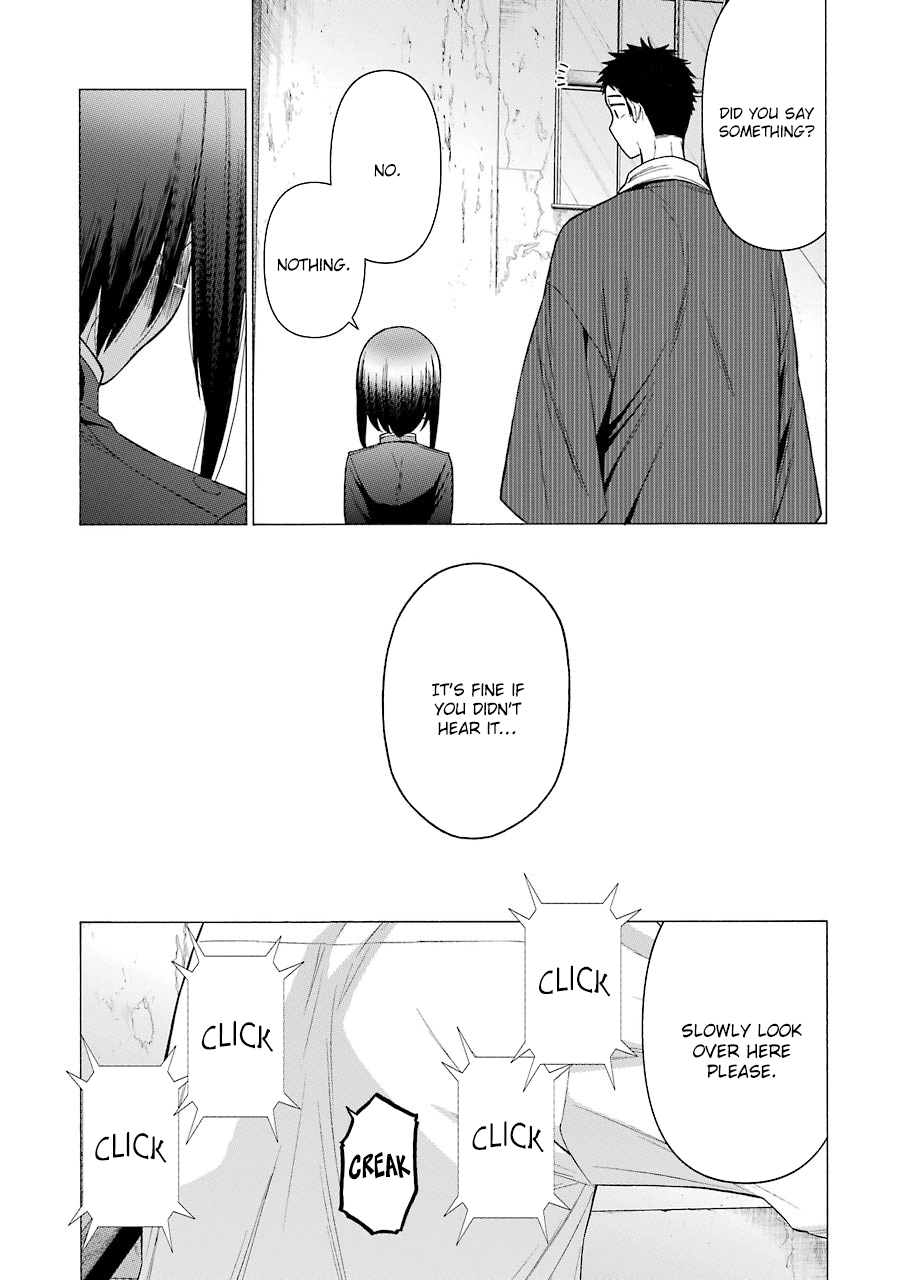 DID YOU SAY
SOMETHING?
NO.
NOTHING.
IT'S FINE IF
YOU DIDN'T
HEAR IT...
SLOWLY LOOK
OVER HERE
PLEASE.
CLICK
CLICK
CLICK
CREAK
CLICK